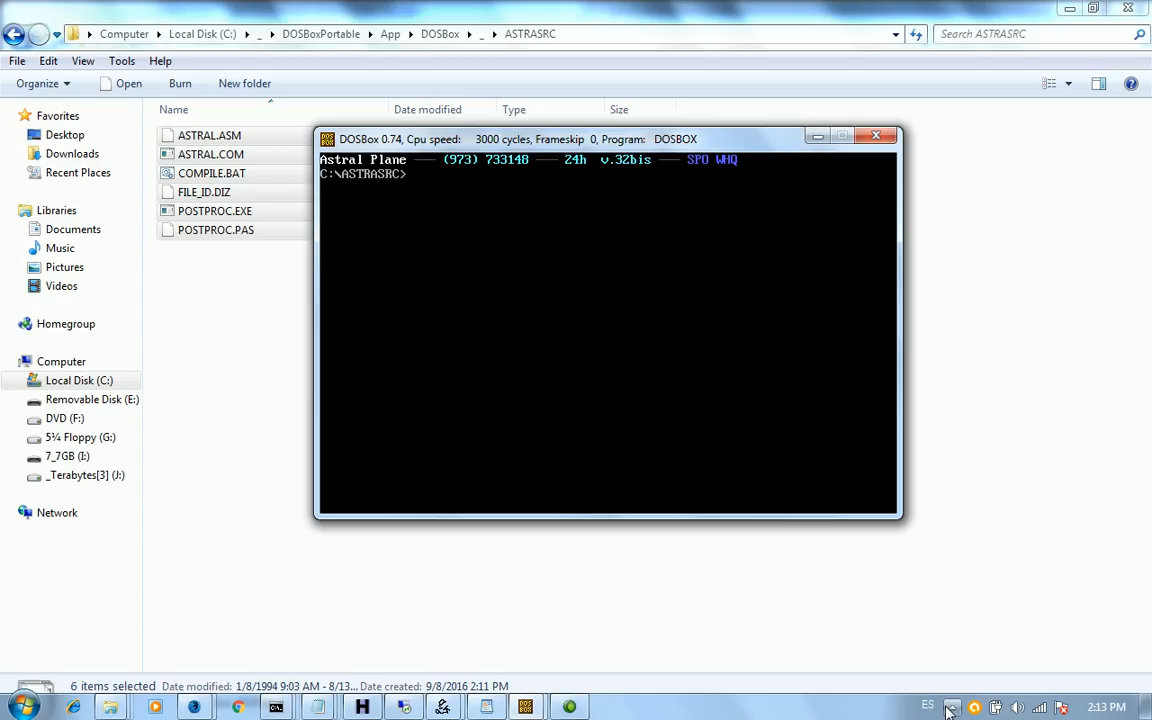 Computer Local Disk (C:) _ DOSBoxPortable App DOSBox _ ASTRASRC
Search ASTRASRC
File Edit View Tools Help
Organize Open Burn New folder
Name Date modified Type Size
Favorites
Desktop
Downloads
Recent Places
Libraries
Documents
Music
Pictures
Videos
Homegroup
Computer
Local Disk (C:)
Removable Disk (E:)
DVD (F:)
5¼ Floppy (G:)
7_7GB (I:)
_Terabytes[3] (J:)
Network
ASTRAL.ASM
ASTRAL.COM
COMPILE.BAT
FILE_ID.DIZ
POSTPROC.EXE
POSTPROC.PAS
DOSBox 0.74, Cpu speed: 3000 cycles, Frameskip 0, Program: DOSBOX
Astral Plane ── (973) 733148 ── 24h v.32bis ── SPO WHQ
C:\ASTRASRC>
6 items selected Date modified: 1/8/1994 9:03 AM - 8/13... Date created: 9/8/2016 2:11 PM
ES
2:13 PM